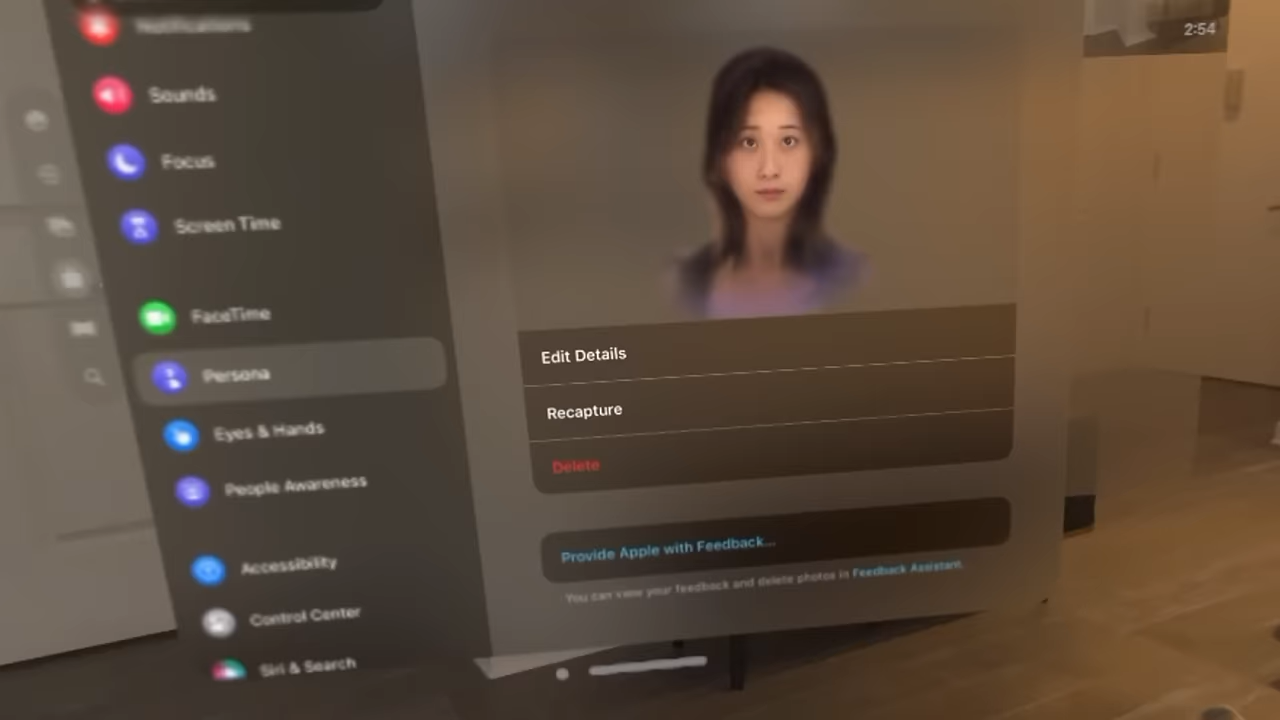 Notifications
Sounds
Focus
Screen Time
FaceTime
Persona
Eyes & Hands
People Awareness
Accessibility
Control Center
Siri & Search
2:54
Edit Details
Recapture
Delete
Provide Apple with Feedback...
You can view your feedback and delete photos in Feedback Assistant.